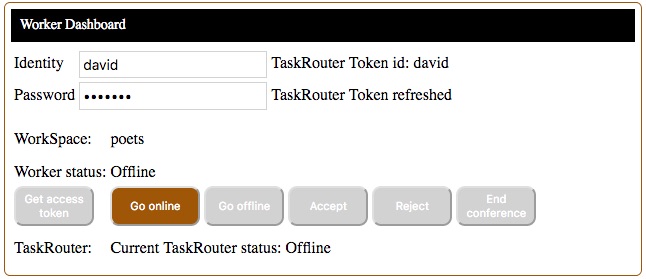 Worker Dashboard
Identity david TaskRouter Token id: david
Password ••••••• TaskRouter Token refreshed
WorkSpace: poets
Worker status: Offline
Get access token Go online Go offline Accept Reject End conference
TaskRouter: Current TaskRouter status: Offline